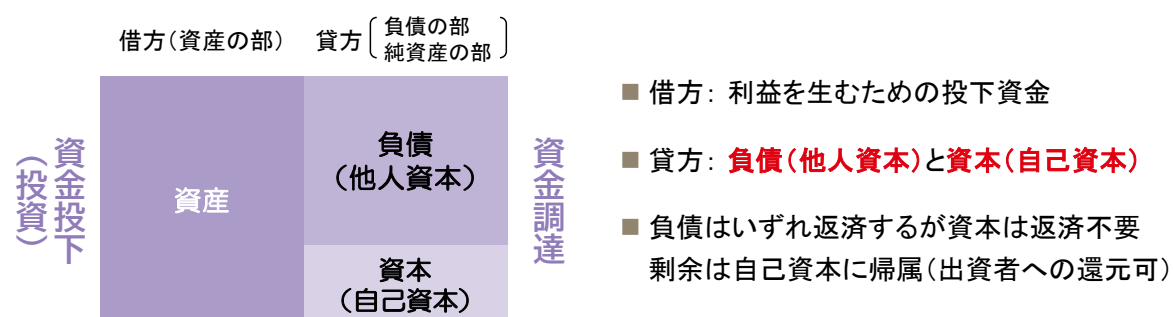 借方(資産の部)
貸方
負債の部
純資産の部
資金投下
(投資)
資産
負債
(他人資本)
資本
(自己資本)
資金調達
■ 借方: 利益を生むための投下資金
■ 貸方: 負債(他人資本)と資本(自己資本)
■ 負債はいずれ返済するが資本は返済不要
剰余は自己資本に帰属(出資者への還元可)